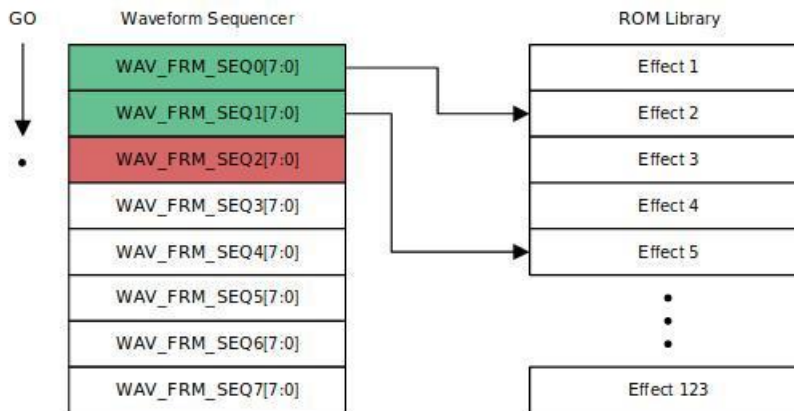 GO
Waveform Sequencer
ROM Library
WAV_FRM_SEQ0[7:0]
WAV_FRM_SEQ1[7:0]
WAV_FRM_SEQ2[7:0]
WAV_FRM_SEQ3[7:0]
WAV_FRM_SEQ4[7:0]
WAV_FRM_SEQ5[7:0]
WAV_FRM_SEQ6[7:0]
WAV_FRM_SEQ7[7:0]
Effect 1
Effect 2
Effect 3
Effect 4
Effect 5
Effect 123